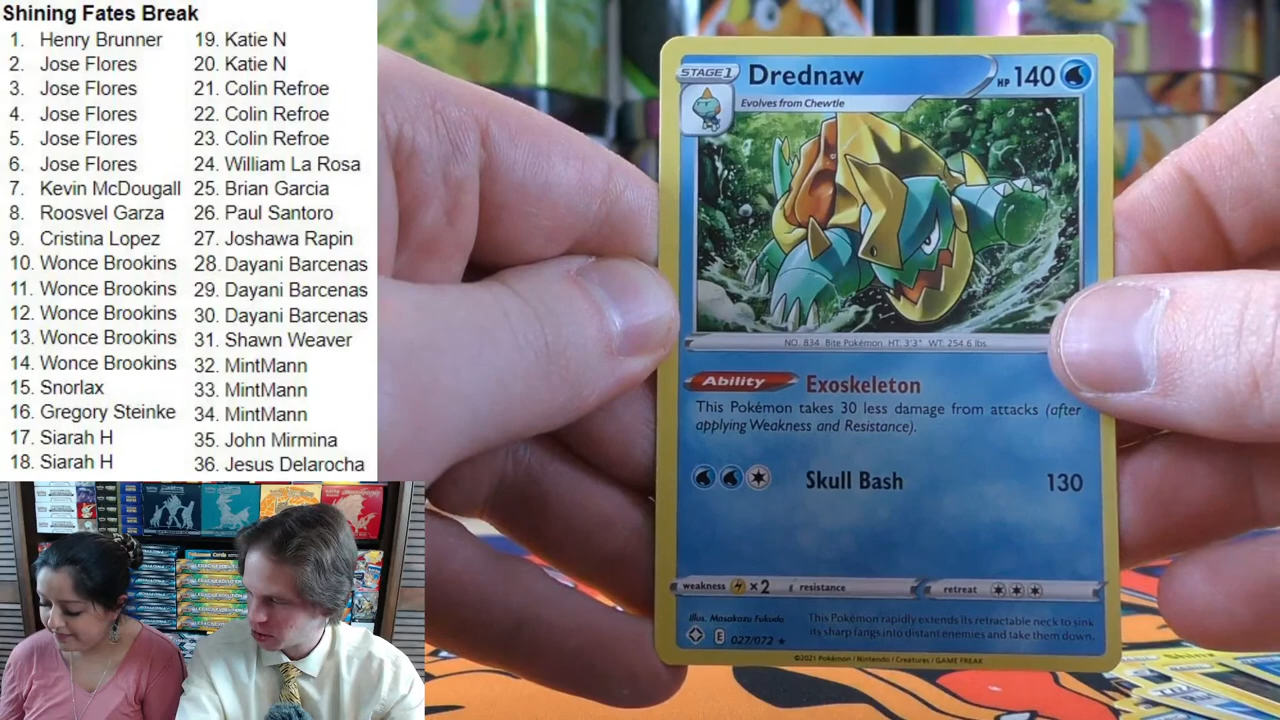 Shining Fates Break
1. Henry Brunner
2. Jose Flores
3. Jose Flores
4. Jose Flores
5. Jose Flores
6. Jose Flores
7. Kevin McDougall
8. Roosvel Garza
9. Cristina Lopez
10. Wonce Brookins
11. Wonce Brookins
12. Wonce Brookins
13. Wonce Brookins
14. Wonce Brookins
15. Snorlax
16. Gregory Steinke
17. Siarah H
18. Siarah H
19. Katie N
20. Katie N
21. Colin Refroe
22. Colin Refroe
23. Colin Refroe
24. William La Rosa
25. Brian Garcia
26. Paul Santoro
27. Joshawa Rapin
28. Dayani Barcenas
29. Dayani Barcenas
30. Dayani Barcenas
31. Shawn Weaver
32. MintMann
33. MintMann
34. MintMann
35. John Mirmina
36. Jesus Delarocha
STAGE 1 Drednaw HP 140
Evolves from Chewtle
NO. 834 Bite Pokémon HT: 3'3" WT: 254.6 lbs.
Ability Exoskeleton
This Pokémon takes 30 less damage from attacks (after
applying Weakness and Resistance).
Skull Bash 130
weakness ×2 resistance retreat
Illus. Masakazu Fukuda
E 027/072 ★
This Pokémon rapidly extends its retractable neck to sink
its sharp fangs into distant enemies and take them down.
©2021 Pokémon / Nintendo / Creatures / GAME FREAK